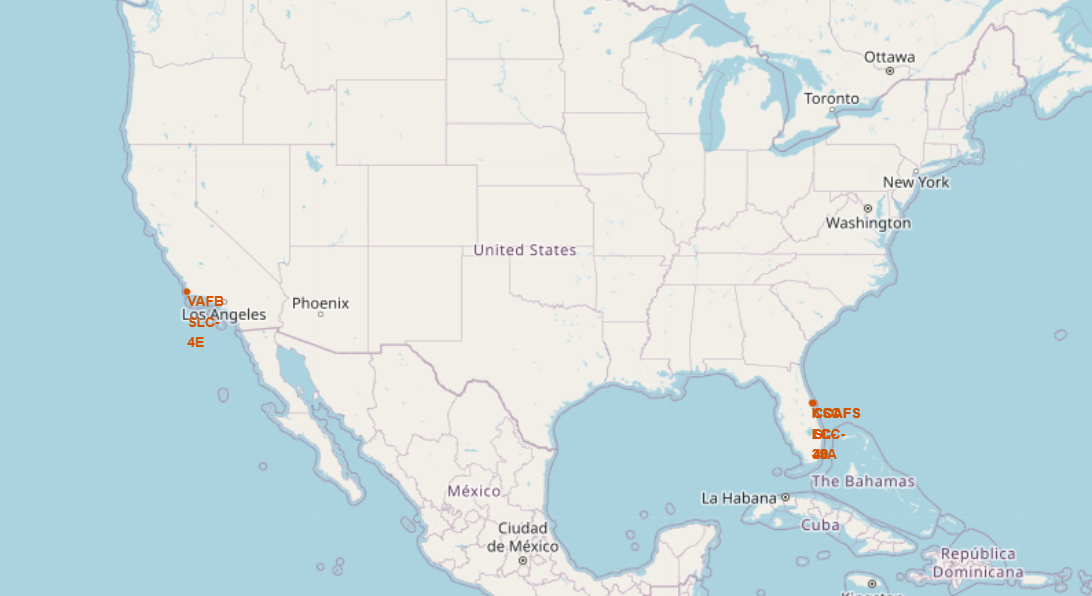 Ottawa
Toronto
New York
Washington
United States
VAFB
SLC-
4E
Los Angeles
Phoenix
The Bahamas
México
La Habana
Cuba
Ciudad
de México
República
Dominicana